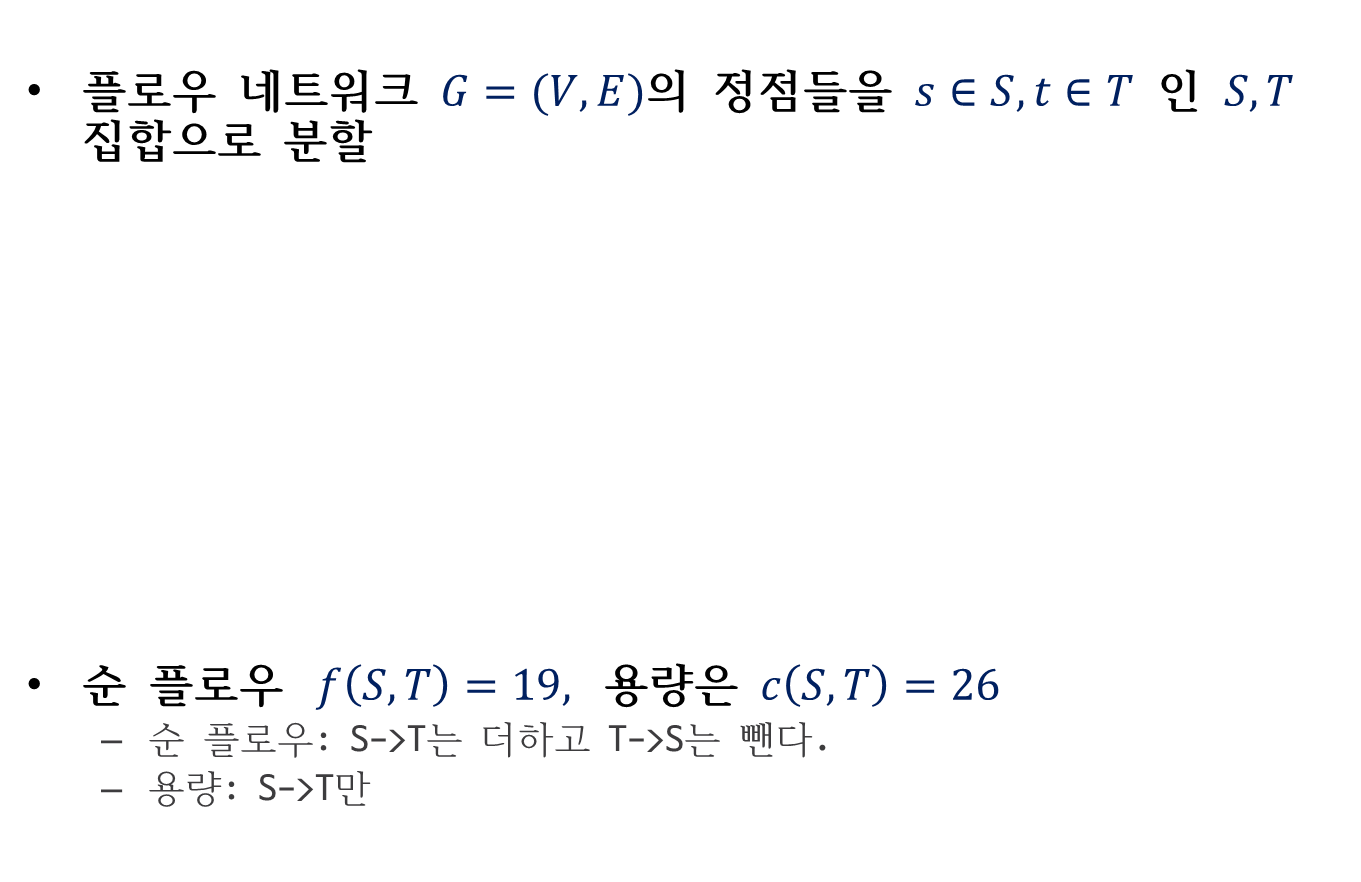 • 플로우 네트워크 G = (V, E)의 정점들을 s ∈ S, t ∈ T 인 S, T
집합으로 분할
• 순 플로우 f(S, T) = 19, 용량은 c(S, T) = 26
– 순 플로우: S->T는 더하고 T->S는 뺀다.
– 용량: S->T만